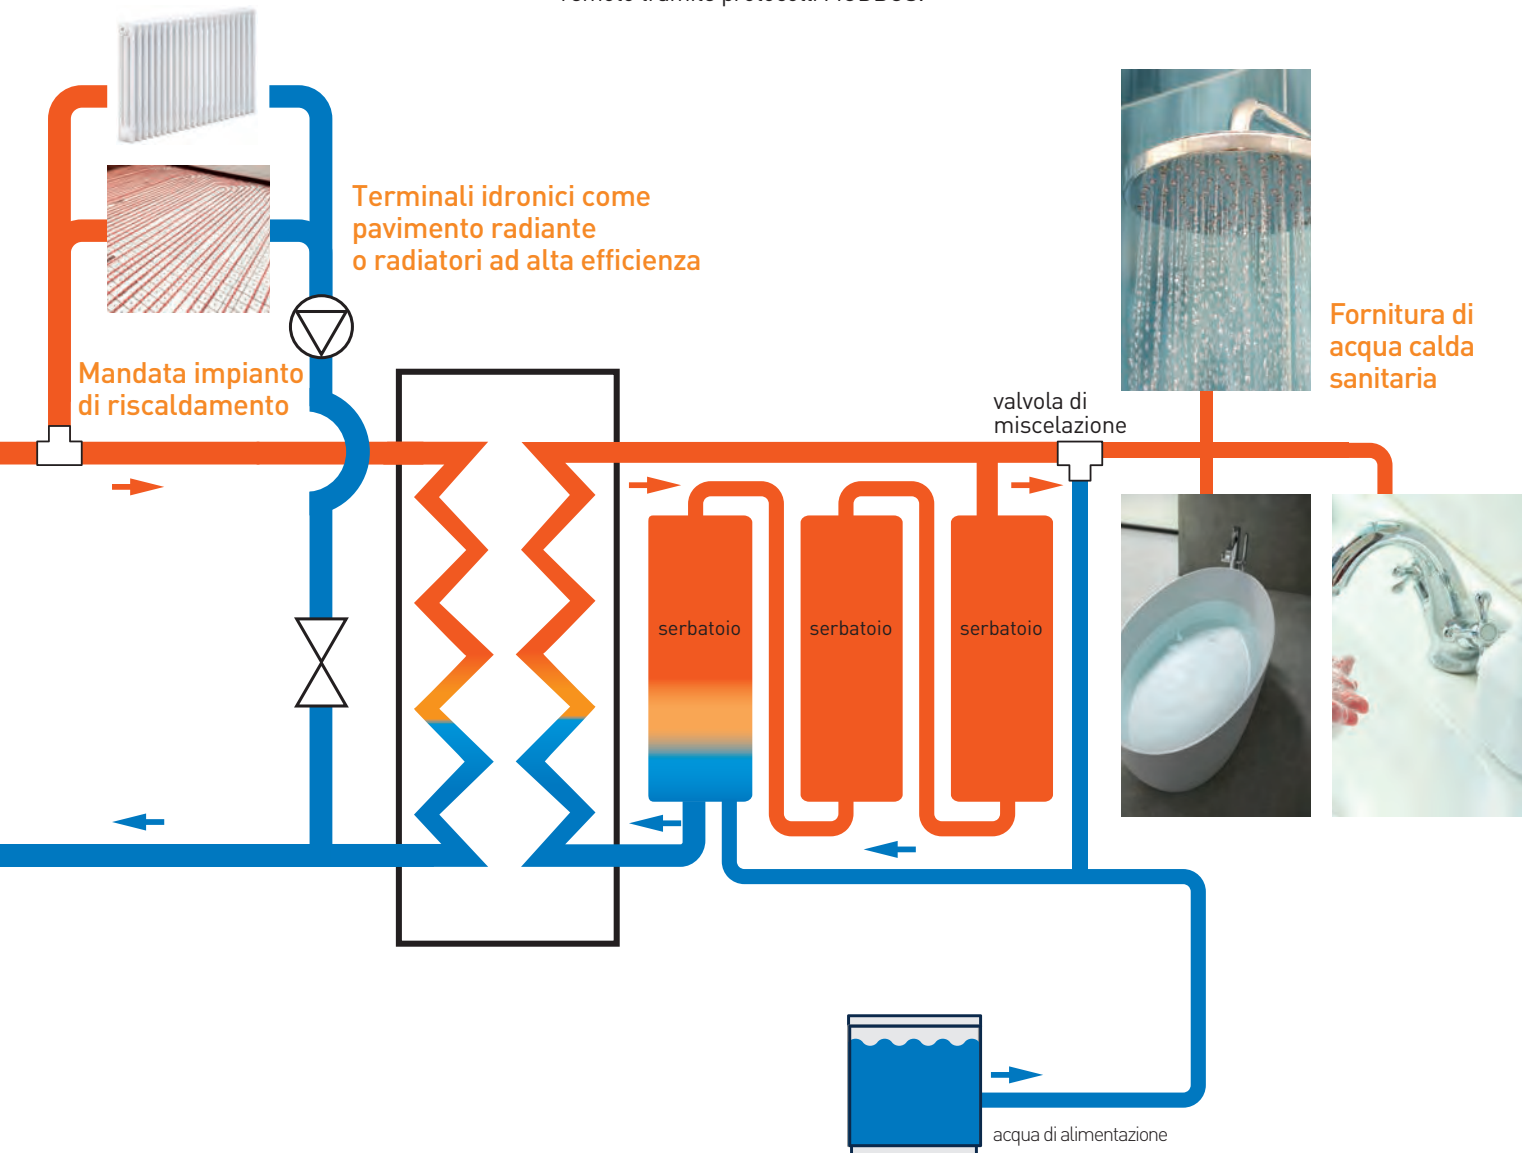 Terminali idronici come
pavimento radiante
o radiatori ad alta efficienza
Mandata impianto
di riscaldamento
Fornitura di
acqua calda
sanitaria
valvola di
miscelazione
serbatoio
serbatoio
serbatoio
acqua di alimentazione